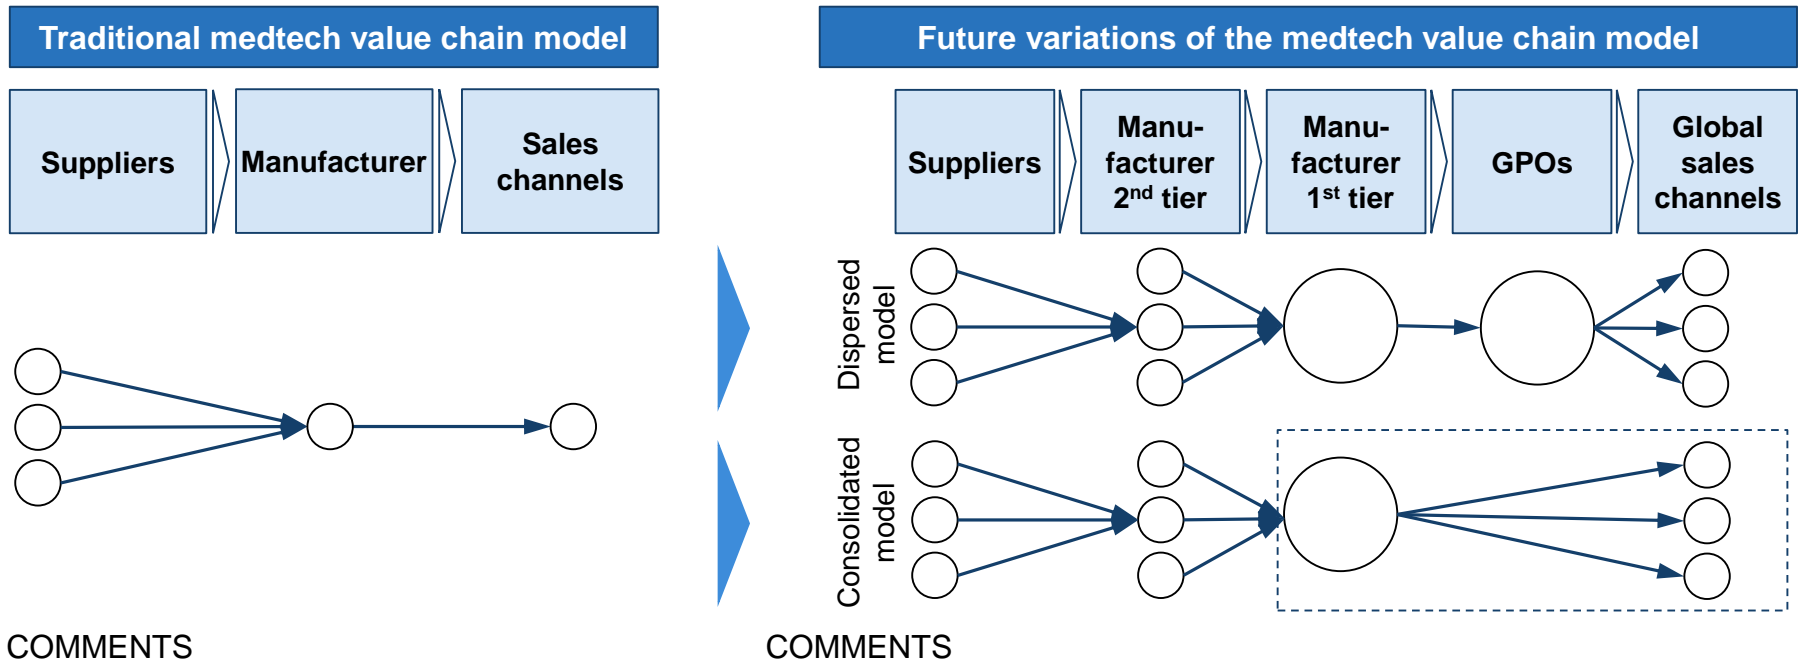 Traditional medtech value chain model
Suppliers
Manufacturer
Sales
channels
COMMENTS
Future variations of the medtech value chain model
Suppliers
Manu-
facturer
2nd tier
Manu-
facturer
1st tier
GPOs
Global
sales
channels
Dispersed
model
Consolidated
model
COMMENTS